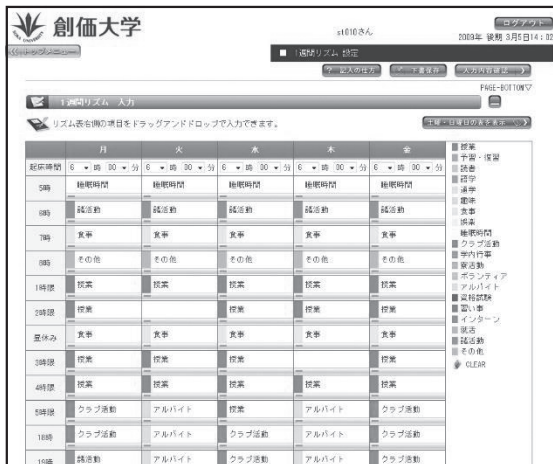 創価大学
st010さん
ログアウト
2009年 後期 3月5日14:02
<<トップメニュー
■ 1週間リズム 設定
? 記入の仕方
下書保存
入力内容確認
PAGE-BOTTOM▽
1週間リズム 入力
リズム表右側の項目をドラッグアンドドロップで入力できます。
土曜・日曜日の表を表示
月 火 水 木 金
起床時間 6 時 00 分 6 時 00 分 6 時 00 分 6 時 00 分 6 時 00 分
5時 睡眠時間 睡眠時間 睡眠時間 睡眠時間 睡眠時間
6時 諸活動 諸活動 諸活動 諸活動 諸活動
7時 食事 食事 食事 食事 食事
8時 その他 その他 その他 その他 その他
1時限 授業 授業 授業 授業 授業
2時限 授業 授業 授業
昼休み 食事 食事 食事 食事 食事
3時限 授業 授業 授業 授業
4時限 授業 授業 授業 授業 授業
5時限 クラブ活動 アルバイト 授業 アルバイト クラブ活動
18時 クラブ活動 アルバイト クラブ活動 アルバイト クラブ活動
19時 諸活動 アルバイト クラブ活動 アルバイト クラブ活動
授業
予習・復習
読書
語学
通学
趣味
食事
娯楽
睡眠時間
クラブ活動
学内行事
寮活動
ボランティア
アルバイト
資格試験
習い事
インターン
就活
諸活動
その他
CLEAR